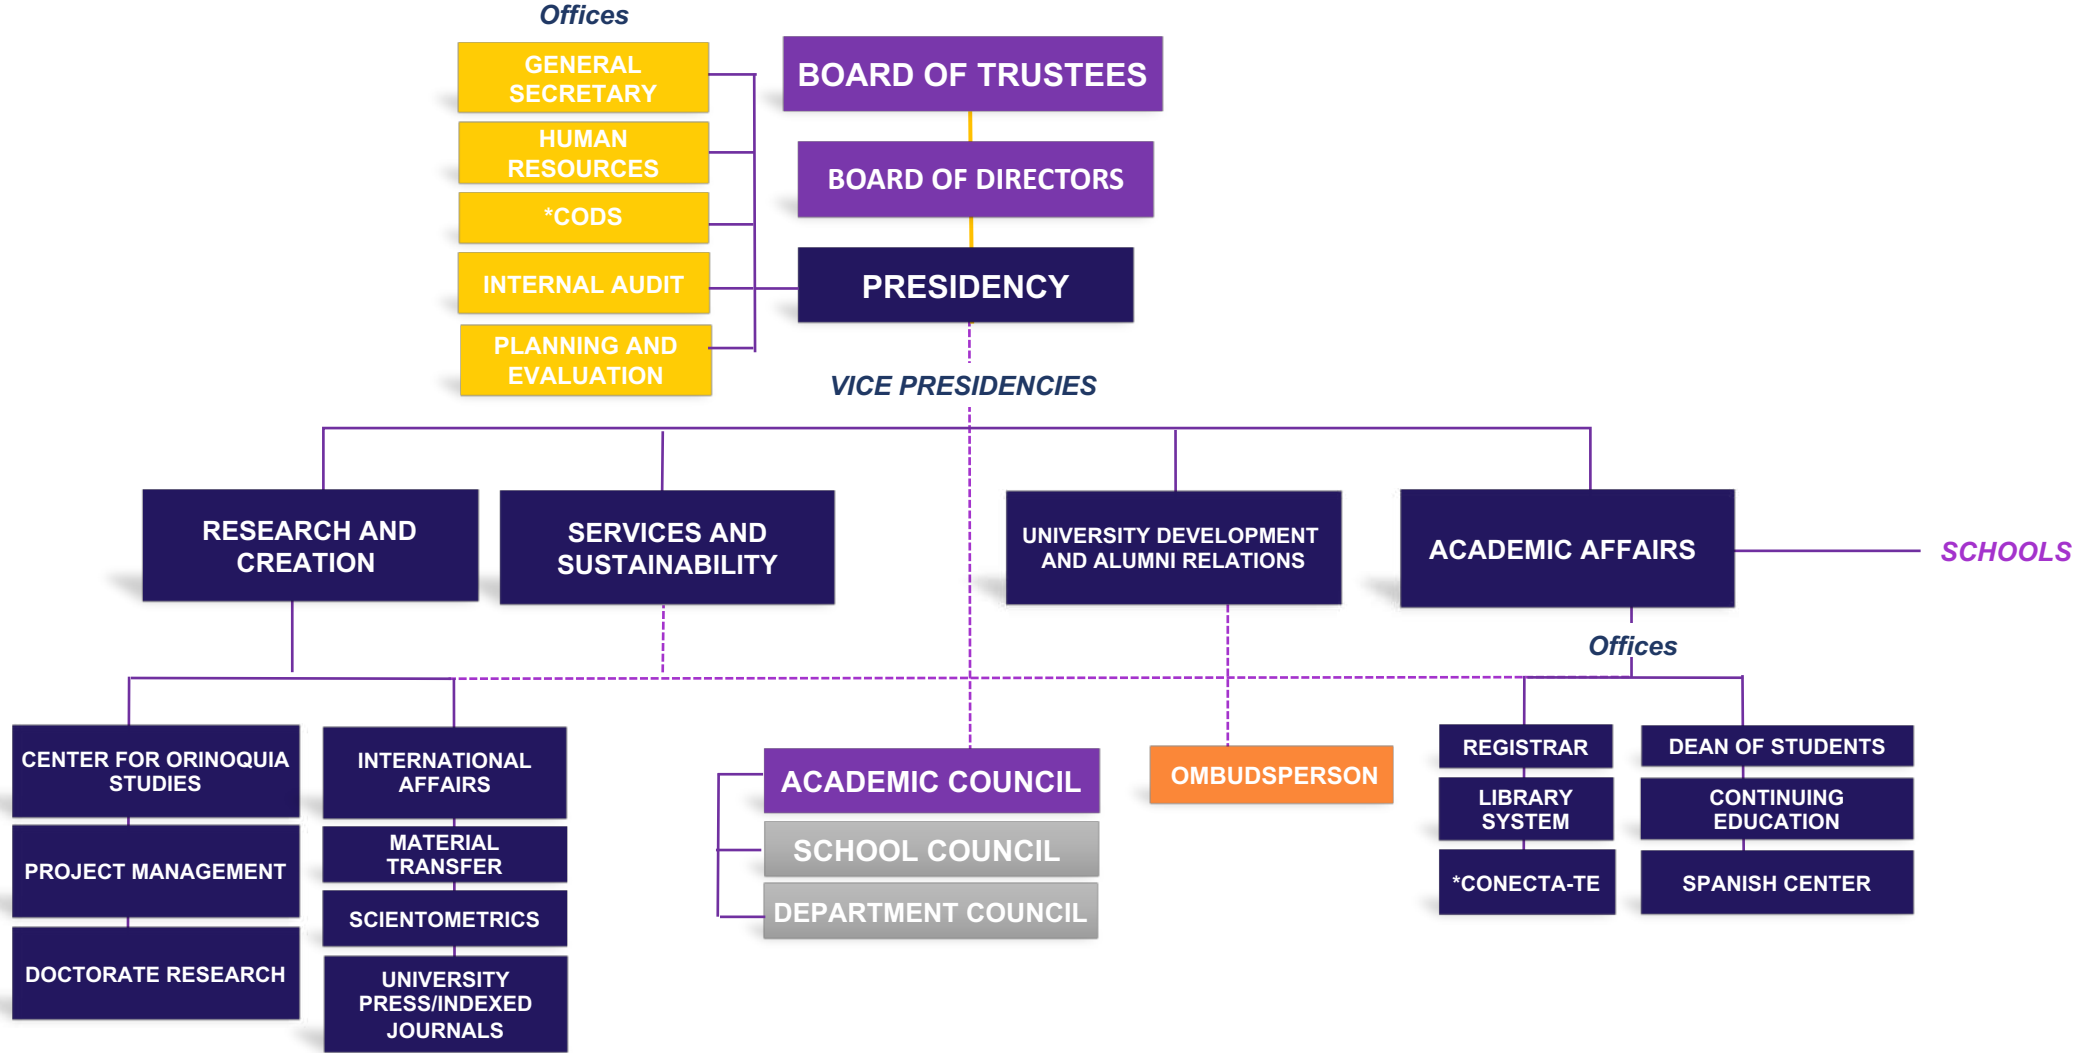 Offices
GENERAL
SECRETARY
HUMAN
RESOURCES
*CODS
INTERNAL AUDIT
PLANNING AND
EVALUATION
BOARD OF TRUSTEES
BOARD OF DIRECTORS
PRESIDENCY
VICE PRESIDENCIES
RESEARCH AND
CREATION
SERVICES AND
SUSTAINABILITY
UNIVERSITY DEVELOPMENT
AND ALUMNI RELATIONS
ACADEMIC AFFAIRS
SCHOOLS
Offices
CENTER FOR ORINOQUIA
STUDIES
PROJECT MANAGEMENT
DOCTORATE RESEARCH
INTERNATIONAL
AFFAIRS
MATERIAL
TRANSFER
SCIENTOMETRICS
UNIVERSITY
PRESS/INDEXED
JOURNALS
ACADEMIC COUNCIL
SCHOOL COUNCIL
DEPARTMENT COUNCIL
OMBUDSPERSON
REGISTRAR
LIBRARY
SYSTEM
*CONECTA-TE
DEAN OF STUDENTS
CONTINUING
EDUCATION
SPANISH CENTER